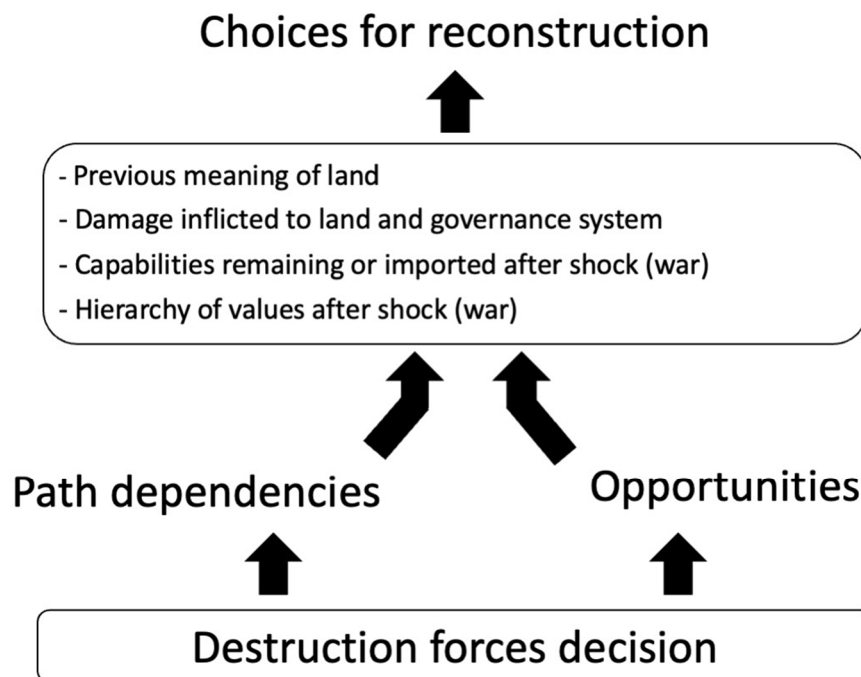 Choices for reconstruction
- Previous meaning of land
- Damage inflicted to land and governance system
- Capabilities remaining or imported after shock (war)
- Hierarchy of values after shock (war)
Path dependencies
Opportunities
Destruction forces decision